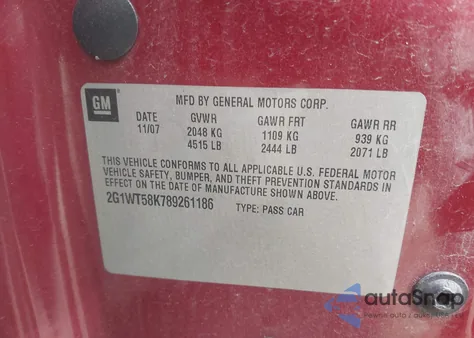 GM
MFD BY GENERAL MOTORS CORP.
DATE GVWR GAWR FRT GAWR RR
11/07 2048 KG 1109 KG 939 KG
4515 LB 2444 LB 2071 LB
THIS VEHICLE CONFORMS TO ALL APPLICABLE U.S. FEDERAL MOTOR
VEHICLE SAFETY, BUMPER, AND THEFT PREVENTION STANDARDS IN
EFFECT ON THE DATE OF MANUFACTURE SHOWN ABOVE.
2G1WT58K789261186 TYPE: PASS CAR
autoSnap